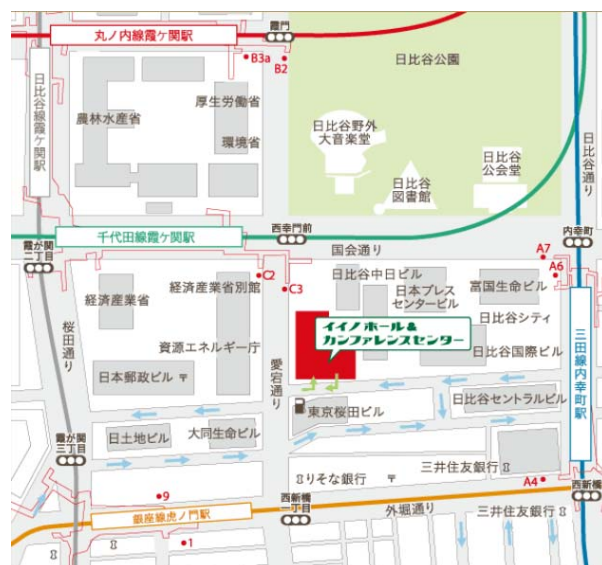 丸ノ内線霞ケ関駅
霞門
B3a
B2
日比谷公園
日比谷線霞ケ関駅
農林水産省
厚生労働省
環境省
日比谷野外
大音楽堂
日比谷
図書館
日比谷
公会堂
日比谷通り
千代田線霞ケ関駅
西幸門前
国会通り
内幸町
霞が関
二丁目
C2
C3
A7
A6
経済産業省
経済産業省別館
日比谷中日ビル
日本プレス
センタービル
富国生命ビル
イイノホール&
カンファレンスセンター
日比谷シティ
日比谷国際ビル
桜田通り
資源エネルギー庁
愛宕通り
三田線内幸町駅
日本郵政ビル 〒
東京桜田ビル
日比谷セントラルビル
日土地ビル
大同生命ビル
霞が関
三丁目
りそな銀行
〒
三井住友銀行
A4
9
銀座線虎ノ門駅
西新橋
一丁目
外堀通り
西新橋
三井住友銀行
1